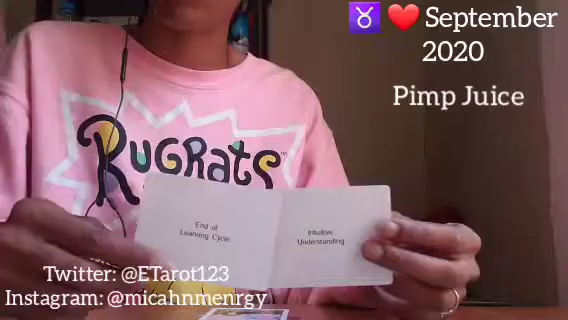 ♉ ❤️ September
2020
Pimp Juice
RUGRATS
End of
Learning Cycle
Intuitive
Understanding
Twitter: @ETarot123
Instagram: @micahnmenrgy